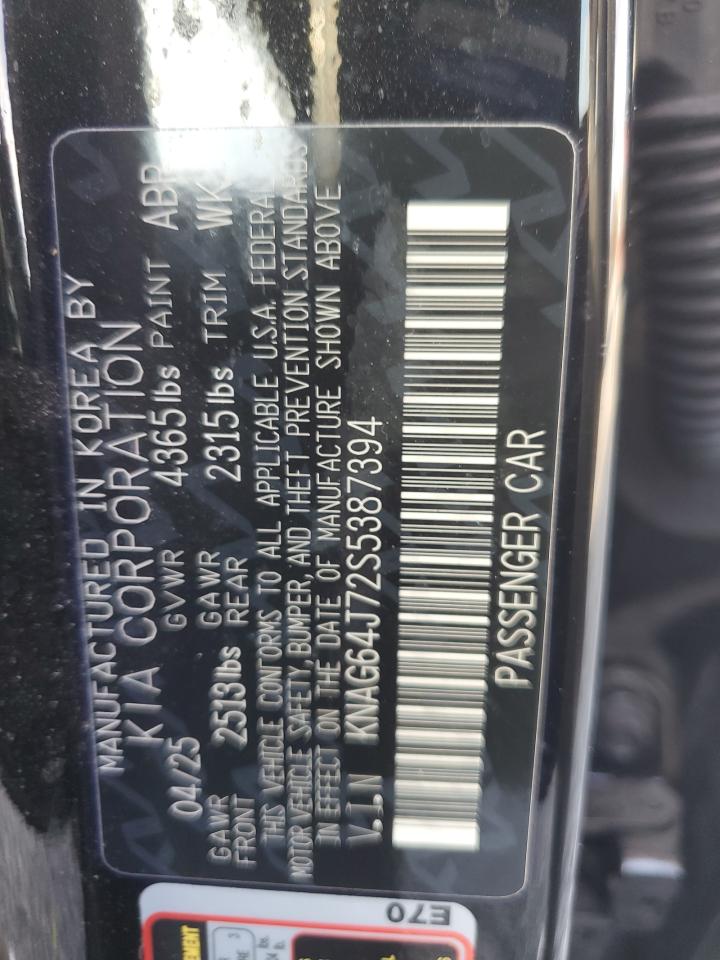 MANUFACTURED IN KOREA BY
KIA CORPORATION
04/25 GVWR 4365lbs PAINT ABP
GAWR FRONT 2513lbs GAWR REAR 2315lbs TRIM WK
THIS VEHICLE CONFORMS TO ALL APPLICABLE U.S.A. FEDERAL
MOTOR VEHICLE SAFETY, BUMPER, AND THEFT PREVENTION STANDARDS
IN EFFECT ON THE DATE OF MANUFACTURE SHOWN ABOVE
V.I.N KNAG64J72S5387394
PASSENGER CAR
E70